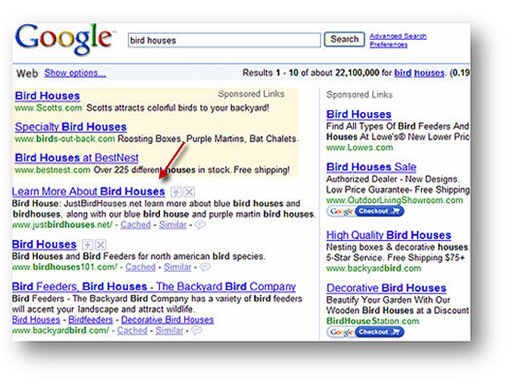 Google™
bird houses
Search
Advanced Search
Preferences
Web Show options...
Results 1 - 10 of about 22,100,000 for bird houses. (0.19
Bird Houses
Sponsored Links
www.Scotts.com Scotts attracts colorful birds to your backyard!
Specialty Bird Houses
www.birds-out-back.com Roosting Boxes, Purple Martins, Bat Chalets
Bird Houses at BestNest
www.bestnest.com Over 225 different houses in stock. Free shipping!
Learn More About Bird Houses
Bird House: JustBirdHouses.net learn more about blue bird houses and
birdhouses, along with our blue bird house and purple martin bird houses.
www.justbirdhouses.net/ - Cached - Similar -
Bird Houses
Bird Houses and Bird Feeders for north american bird species.
www.birdhouses101.com/ - Cached - Similar -
Bird Feeders, Bird Houses - The Backyard Bird Company
Bird Feeders - The Backyard Bird Company has a variety of bird feeders
will accent your landscape and attract wildlife.
Bird Houses - Birdfeeders - Decorative Bird Houses
www.backyardbird.com/ - Cached - Similar -
Sponsored Links
Bird Houses
Find All Types Of Bird Feeders And
Houses At Lowe's® New Lower Pric
www.Lowes.com
Bird Houses Sale
Authorized Dealer - New Designs.
Low Price Guarantee- Free Shipping
www.OutdoorLivingShowroom.com
Google Checkout
High Quality Bird Houses
Nesting boxes & decorative houses.
5-Star Service. Free Shipping $75+
www.backyardbird.com
Decorative Bird Houses
Beautify Your Garden With Our
Wooden Bird Houses at a Discount
BirdHouseStation.com
Google Checkout